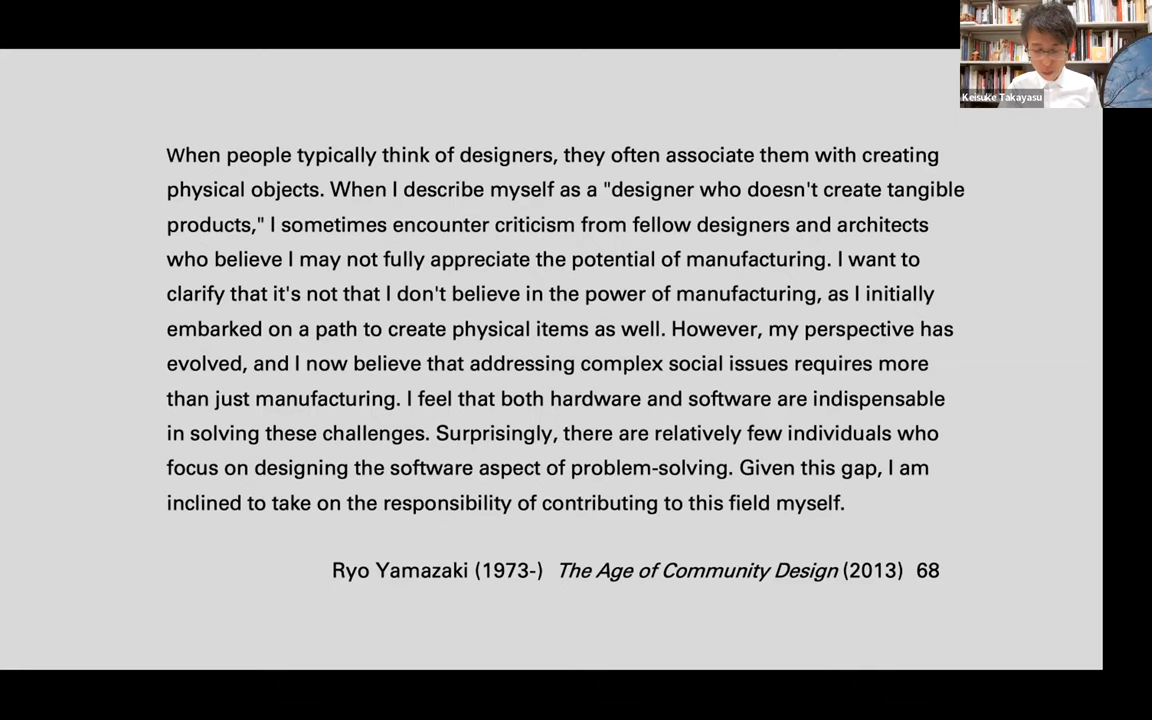 Keisuke Takayasu
When people typically think of designers, they often associate them with creating
physical objects. When I describe myself as a "designer who doesn't create tangible
products," I sometimes encounter criticism from fellow designers and architects
who believe I may not fully appreciate the potential of manufacturing. I want to
clarify that it's not that I don't believe in the power of manufacturing, as I initially
embarked on a path to create physical items as well. However, my perspective has
evolved, and I now believe that addressing complex social issues requires more
than just manufacturing. I feel that both hardware and software are indispensable
in solving these challenges. Surprisingly, there are relatively few individuals who
focus on designing the software aspect of problem-solving. Given this gap, I am
inclined to take on the responsibility of contributing to this field myself.
Ryo Yamazaki (1973-) The Age of Community Design (2013) 68